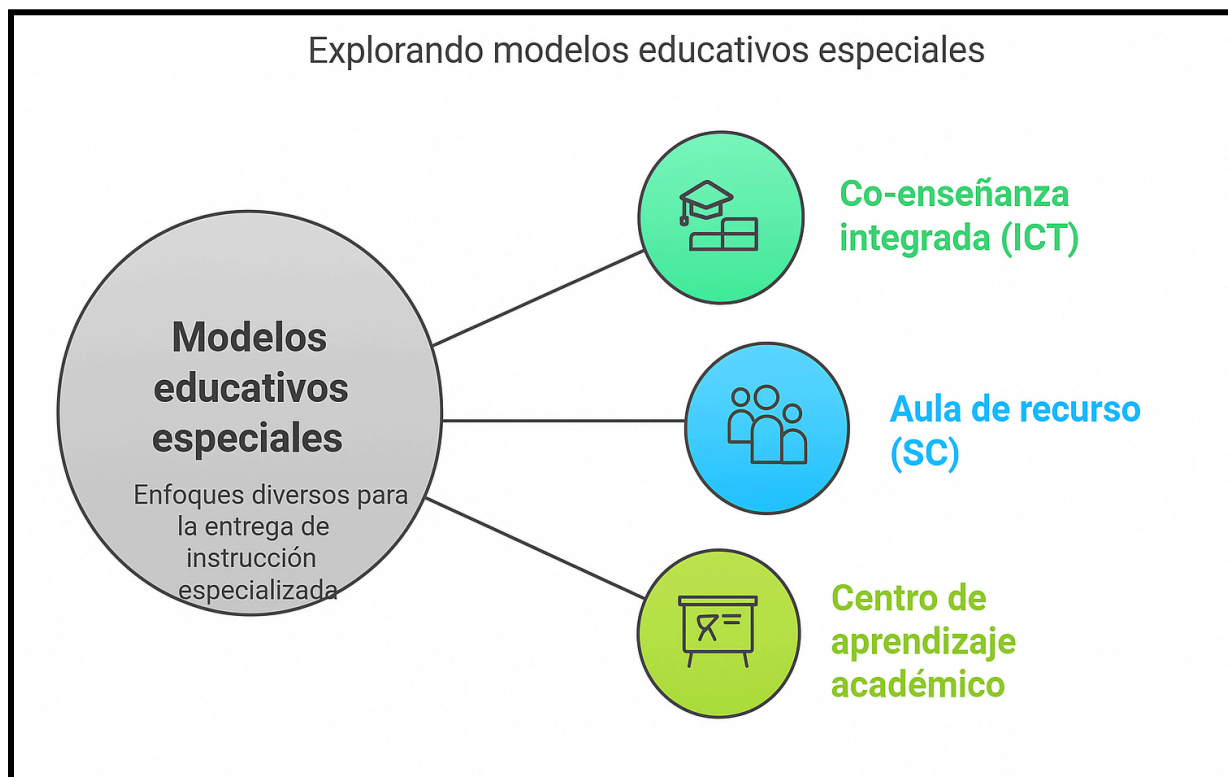 Explorando modelos educativos especiales
Modelos
educativos
especiales
Enfoques diversos para
la entrega de
instrucción
especializada
Co-enseñanza
integrada (ICT)
Aula de recurso
(SC)
Centro de
aprendizaje
académico